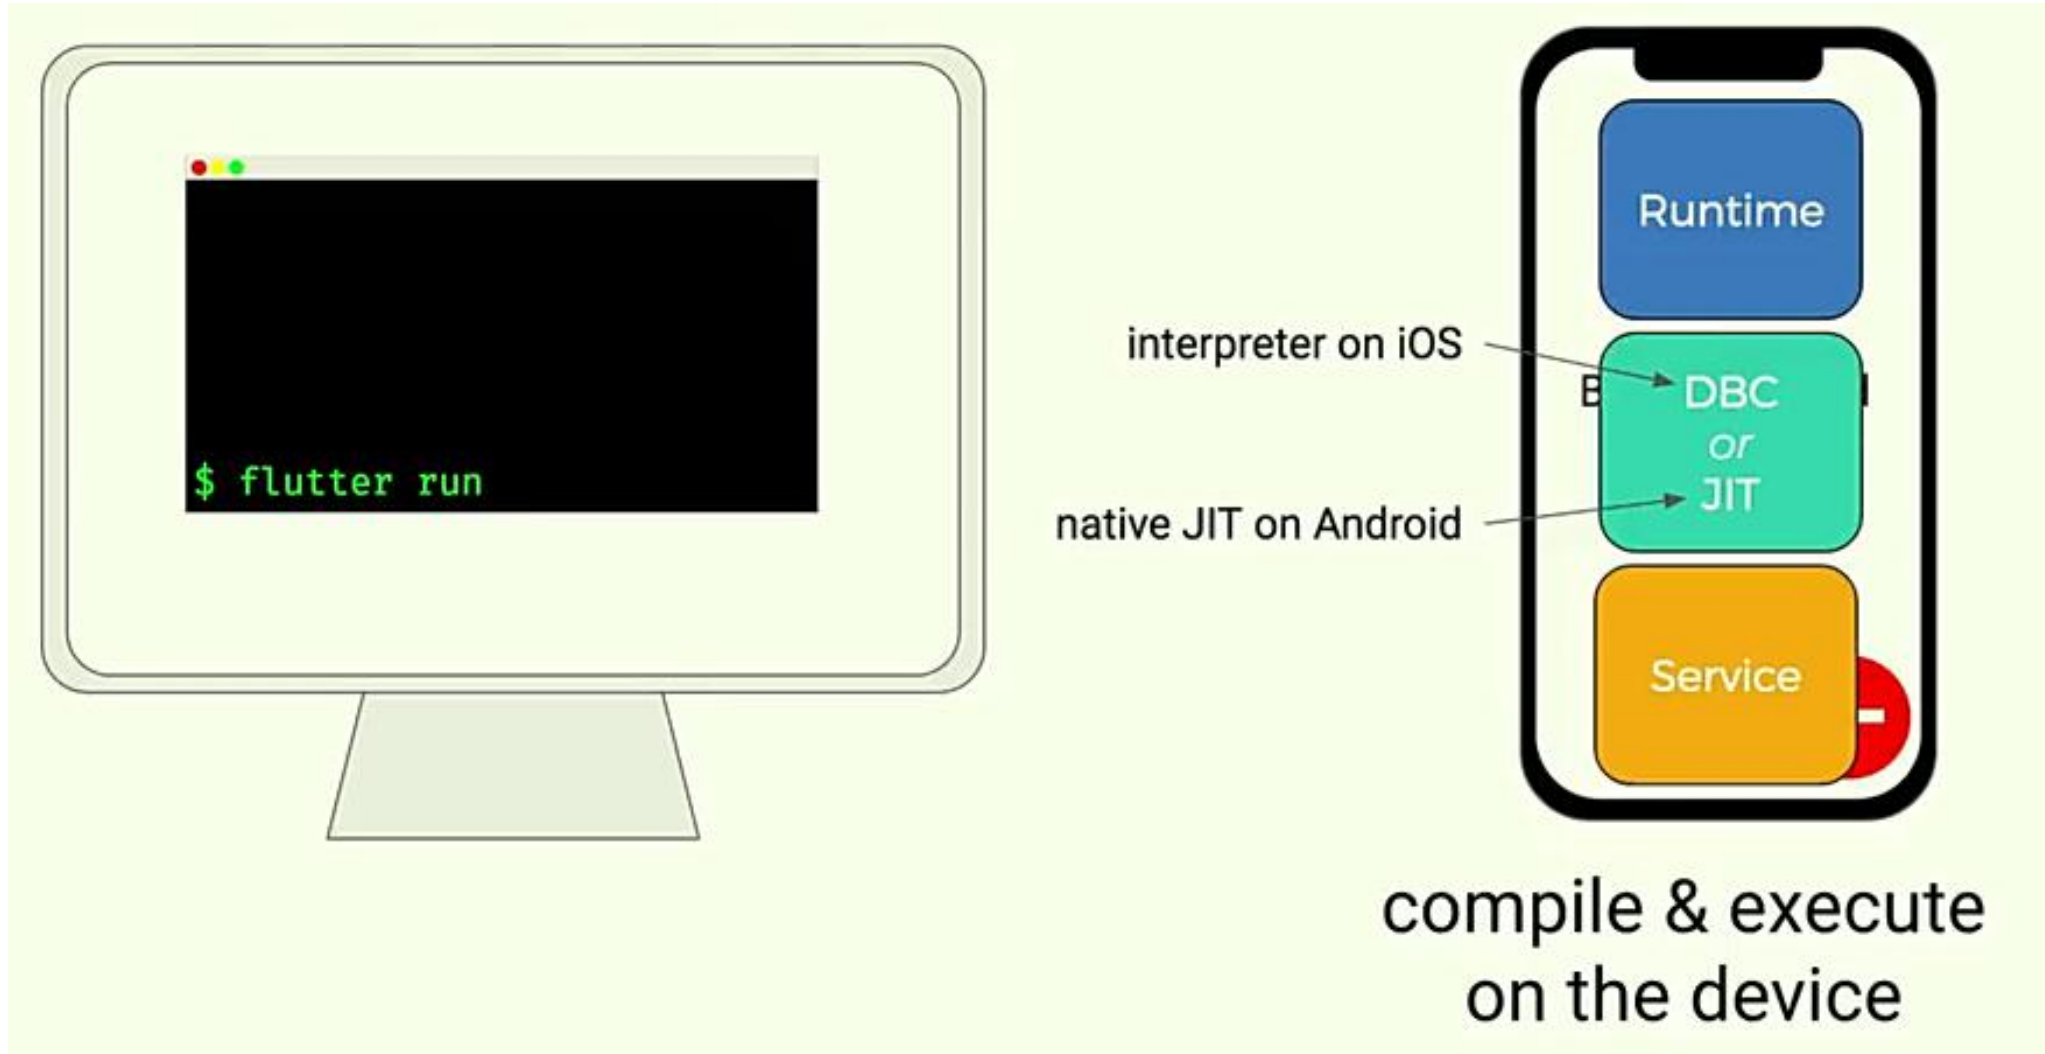 $ flutter run
Runtime
interpreter on iOS
DBC
or
JIT
native JIT on Android
Service
compile & execute
on the device